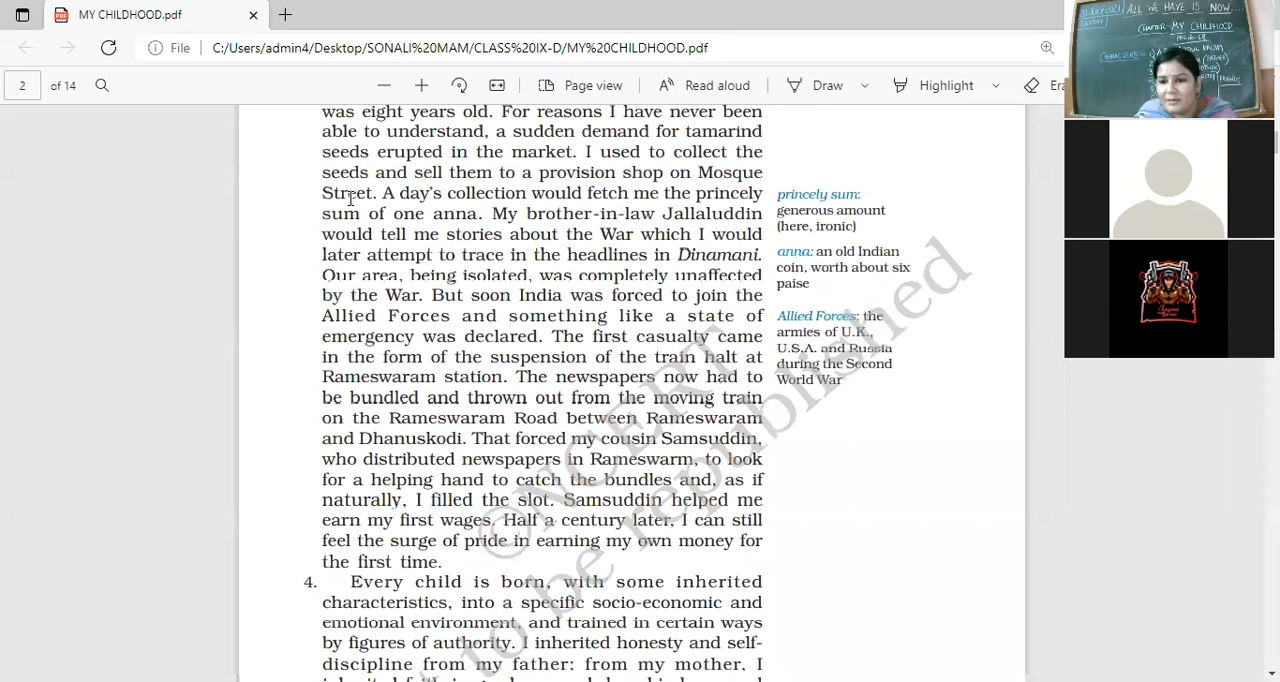 MY CHILDHOOD.pdf
File
C:/Users/admin4/Desktop/SONALI%20MAM/CLASS%20IX-D/MY%20CHILDHOOD.pdf
2 of 14
Page view
Read aloud
Draw
Highlight
Era
was eight years old. For reasons I have never been
able to understand, a sudden demand for tamarind
seeds erupted in the market. I used to collect the
seeds and sell them to a provision shop on Mosque
Street. A day's collection would fetch me the princely
sum of one anna. My brother-in-law Jallaluddin
would tell me stories about the War which I would
later attempt to trace in the headlines in Dinamani.
Our area, being isolated, was completely unaffected
by the War. But soon India was forced to join the
Allied Forces and something like a state of
emergency was declared. The first casualty came
in the form of the suspension of the train halt at
Rameswaram station. The newspapers now had to
be bundled and thrown out from the moving train
on the Rameswaram Road between Rameswaram
and Dhanuskodi. That forced my cousin Samsuddin,
who distributed newspapers in Rameswarm, to look
for a helping hand to catch the bundles and, as if
naturally, I filled the slot. Samsuddin helped me
earn my first wages. Half a century later, I can still
feel the surge of pride in earning my own money for
the first time.
4. Every child is born, with some inherited
characteristics, into a specific socio-economic and
emotional environment, and trained in certain ways
by figures of authority. I inherited honesty and self-
discipline from my father; from my mother, I
princely sum:
generous amount
(here, ironic)
anna: an old Indian
coin, worth about six
paise
Allied Forces: the
armies of U.K.,
U.S.A. and Russia
during the Second
World War
©NCERT
to be republished
ALL WE HAVE IS NOW
CHAPTER-MY CHILDHOOD
CHARACTERS